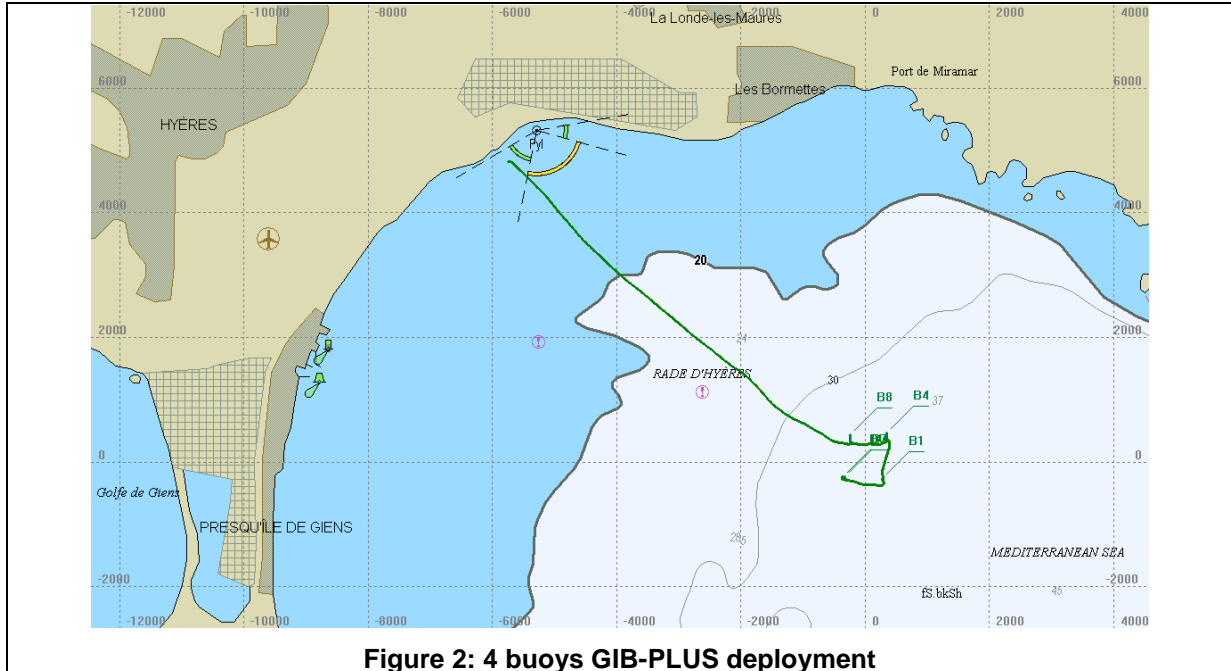 -12000 -10000 -8000 -6000 -4000 -2000 0 2000 4000
La Londe-les-Maures
Port de Miramar
6000 6000
Les Bormettes
HYÈRES
Pyl
4000 4000
20
2000 2000
24
RADE D'HYÈRES
30
B8 B4
37
B1
0 0
Golfe de Giens
PRESQU'ÎLE DE GIENS
28₅
MEDITERRANEAN SEA
-2000 -2000
fS.bkSh
45
-12000 -10000 -8000 -6000 -4000 -2000 0 2000 4000
Figure 2: 4 buoys GIB-PLUS deployment